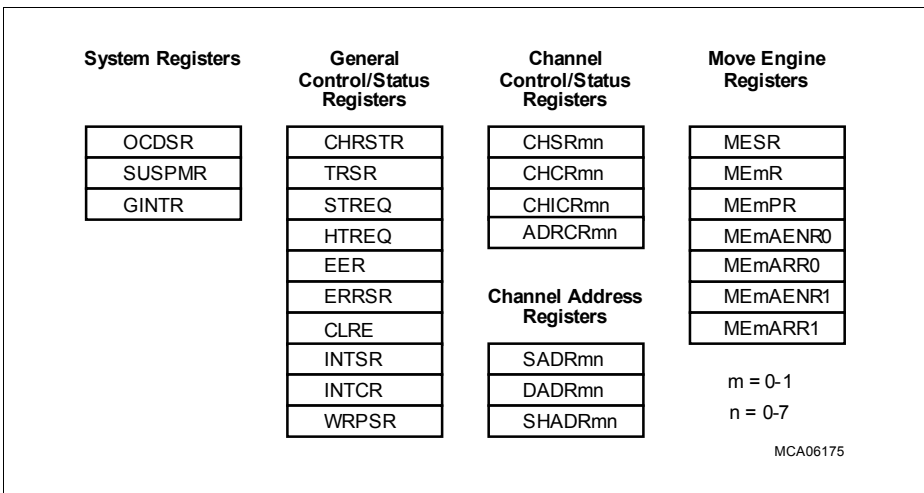 System Registers
OCDSR
SUSPMR
GINTR
General
Control/Status
Registers
CHRSTR
TRSR
STREQ
HTREQ
EER
ERRSR
CLRE
INTSR
INTCR
WRPSR
Channel
Control/Status
Registers
CHSRmn
CHCRmn
CHICRmn
ADRCRmn
Channel Address
Registers
SADRmn
DADRmn
SHADRmn
Move Engine
Registers
MESR
MEmR
MEmPR
MEmAENR0
MEmARR0
MEmAENR1
MEmARR1
m = 0-1
n = 0-7
MCA06175